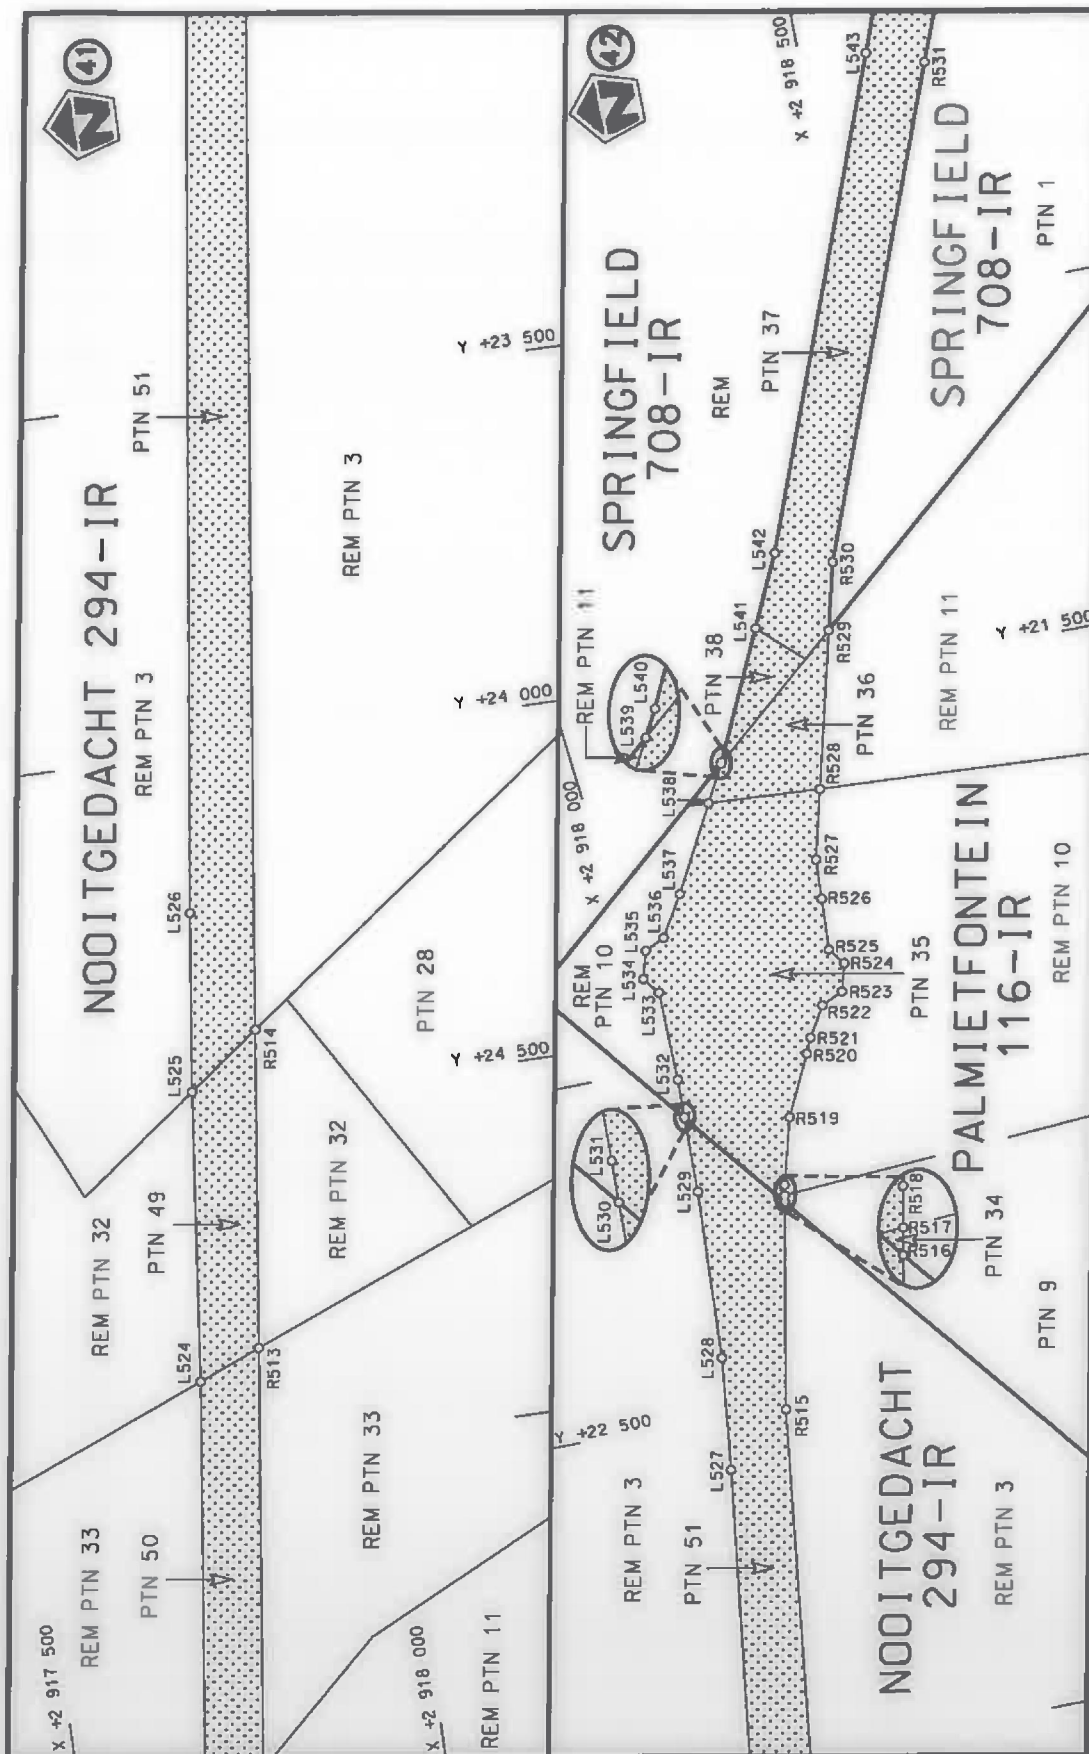 41
N
NOOITGEDACHT 294-IR
REM PTN 3
PTN 51
REM PTN 3
Y +23 500
Y +24 000
Y +24 500
L526
L525
R514
PTN 28
REM PTN 32
PTN 49
REM PTN 32
L524
R513
REM PTN 33
PTN 50
REM PTN 33
X +2 917 500
X +2 918 000
REM PTN 11
42
N
X +2 918 500
L543
R531
SPRINGFIELD
708-IR
REM
PTN 37
SPRINGFIELD
708-IR
PTN 1
L542
R530
L541
R529
REM PTN 11
L539
L540
PTN 38
PTN 36
REM PTN 11
Y +21 500
L538
R528
X +2 918 000
L537
R527
L536
R526
L535
R525
L534
R524
L533
R523
R522
R521
R520
REM
PTN 10
PTN 35
PALMIETFONTEIN
116-IR
REM PTN 10
L532
R519
L531
L530
L529
R518
R517
R516
PTN 34
PTN 9
L528
R515
L527
Y +22 500
REM PTN 3
PTN 51
NOOITGEDACHT
294-IR
REM PTN 3